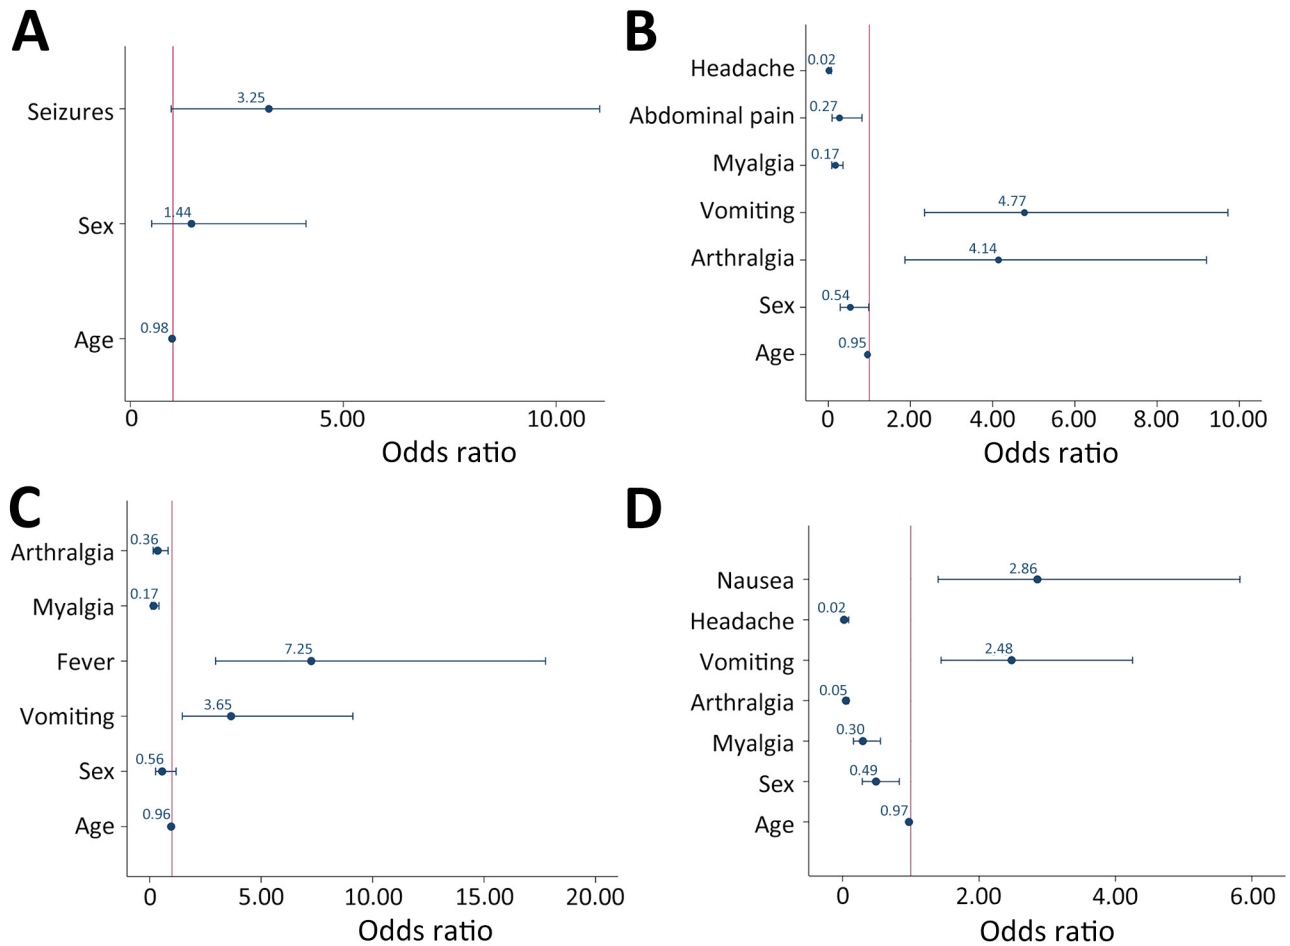 A
Seizures
3.25
Sex
1.44
Age
0.98
0 5.00 10.00
Odds ratio
B
Headache
0.02
Abdominal pain
0.27
Myalgia
0.17
Vomiting
4.77
Arthralgia
4.14
Sex
0.54
Age
0.95
0 2.00 4.00 6.00 8.00 10.00
Odds ratio
C
Arthralgia
0.36
Myalgia
0.17
Fever
7.25
Vomiting
3.65
Sex
0.56
Age
0.96
0 5.00 10.00 15.00 20.00
Odds ratio
D
Nausea
2.86
Headache
0.02
Vomiting
2.48
Arthralgia
0.05
Myalgia
0.30
Sex
0.49
Age
0.97
0 2.00 4.00 6.00
Odds ratio